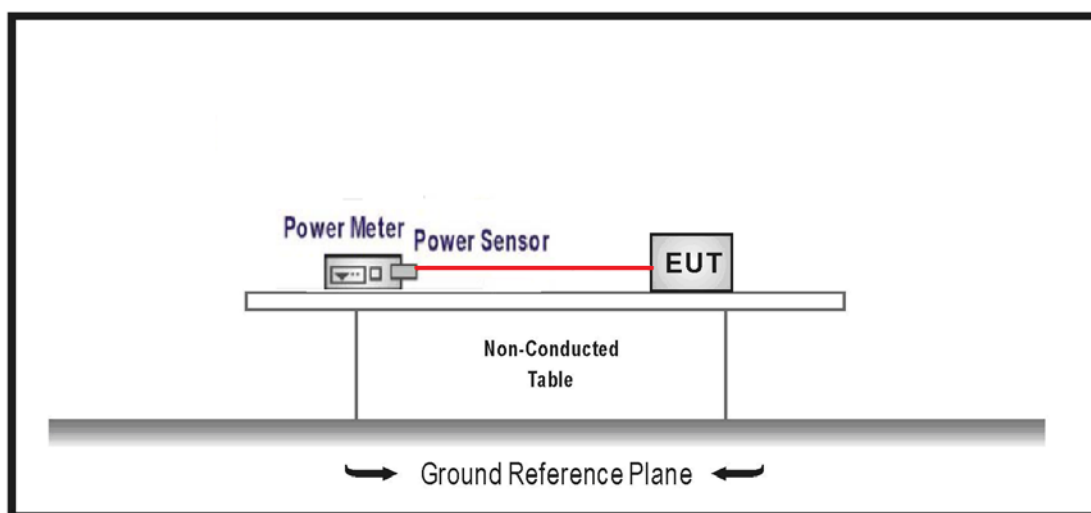 Power Meter
Power Sensor
EUT
Non-Conducted
Table
Ground Reference Plane